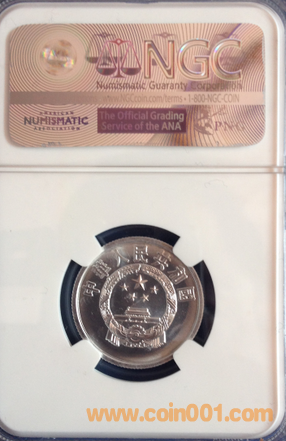 NGC
Numismatic Guaranty Corporation
www.NGCcoin.com/terms • 1-800-NGC-COIN
AMERICAN
NUMISMATIC
ASSOCIATION
The Official Grading
Service of the ANA
PNG
中华人民共和国
www.coin001.com